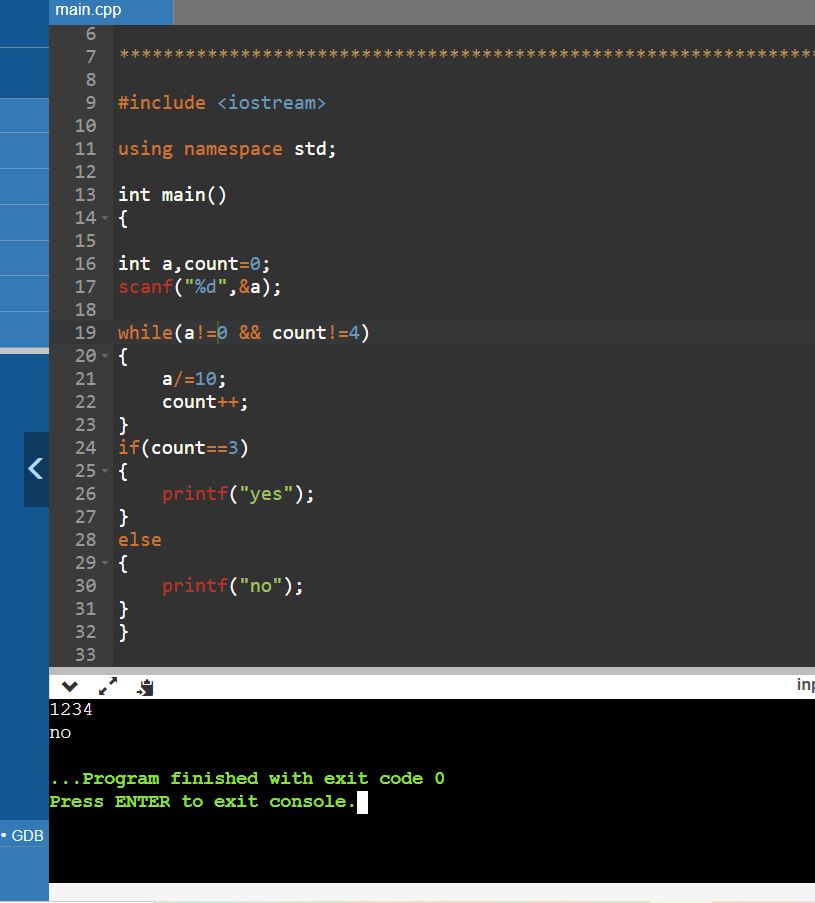 main.cpp
6
7 ****************************************************************
8
9 #include <iostream>
10
11 using namespace std;
12
13 int main()
14 {
15
16 int a,count=0;
17 scanf("%d",&a);
18
19 while(a!=0 && count!=4)
20 {
21     a/=10;
22     count++;
23 }
24 if(count==3)
25 {
26     printf("yes");
27 }
28 else
29 {
30     printf("no");
31 }
32 }
33
inp
1234
no
...Program finished with exit code 0
Press ENTER to exit console.
• GDB